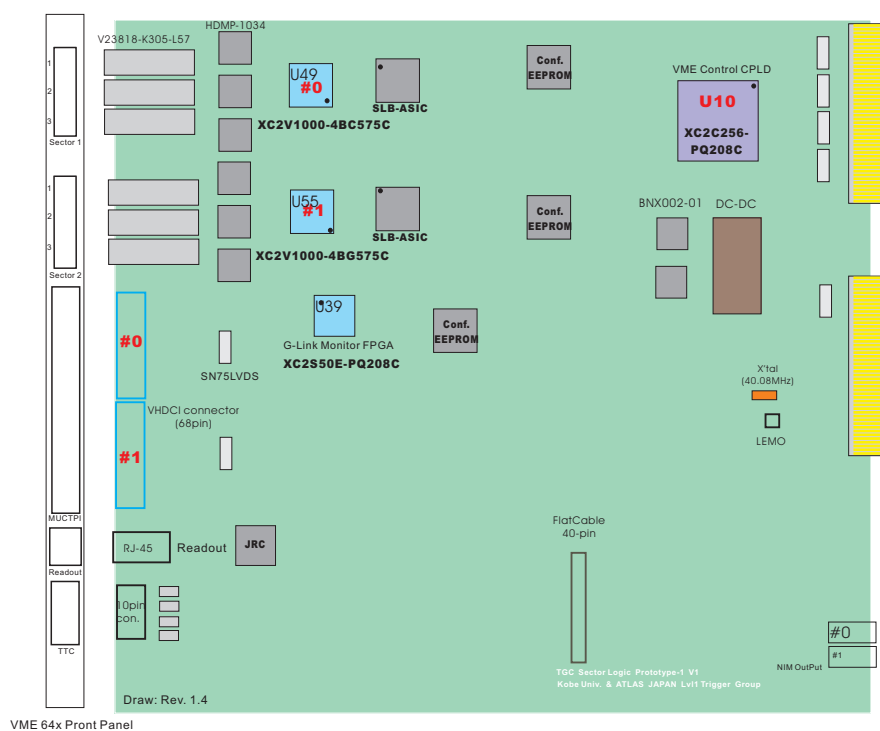 HDMP-1034
V23818-K305-L57
1
2
3
Sector 1
U49
#0
XC2V1000-4BC575C
SLB-ASIC
Conf.
EEPROM
VME Control CPLD
U10
XC2C256-
PQ208C
1
2
3
Sector 2
U55
#1
XC2V1000-4BG575C
SLB-ASIC
Conf.
EEPROM
BNX002-01
DC-DC
U39
G-Link Monitor FPGA
XC2S50E-PQ208C
Conf.
EEPROM
#0
SN75LVDS
X'tal
(40.08MHz)
LEMO
VHDCI connector
(68pin)
#1
MUCTPI
RJ-45
Readout
JRC
Readout
FlatCable
40-pin
10pin
con.
TTC
#0
#1
NIM OutPut
TGC Sector Logic Prototype-1 V1
Kobe Univ. & ATLAS JAPAN Lvl1 Trigger Group
Draw: Rev. 1.4
VME 64x Front Panel